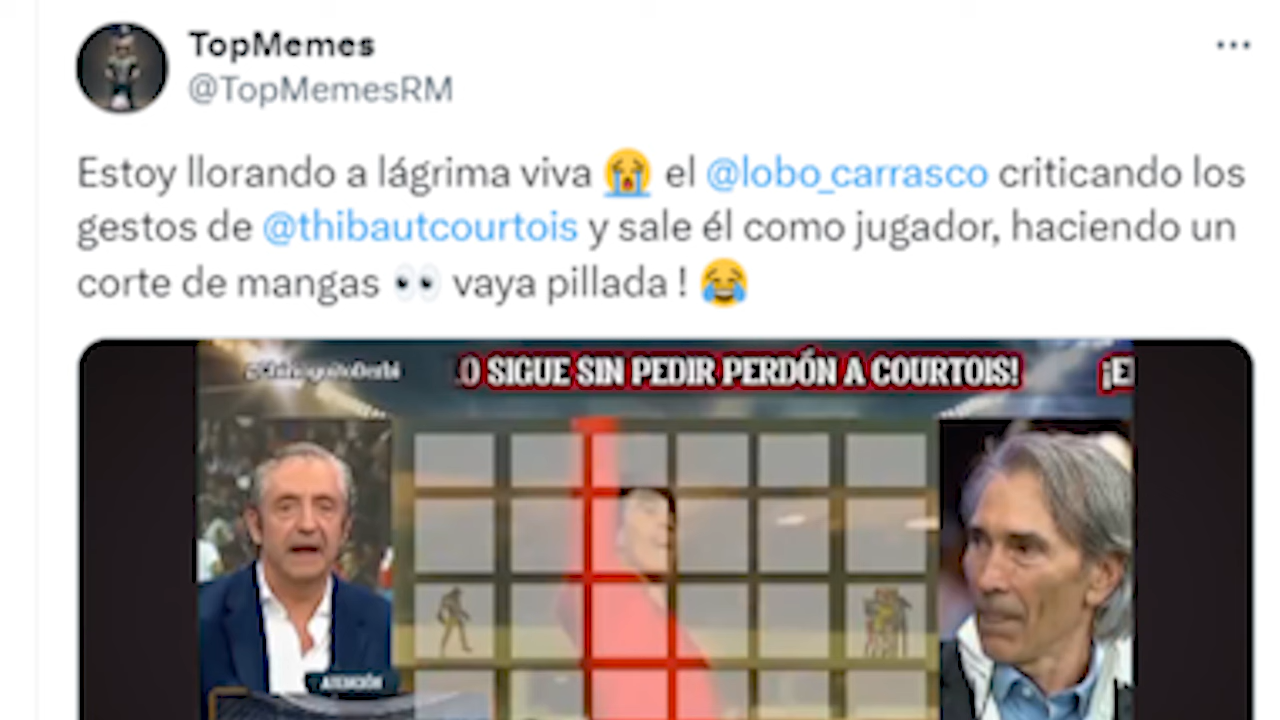 TopMemes
@TopMemesRM
Estoy llorando a lágrima viva 😭 el @lobo_carrasco criticando los
gestos de @thibautcourtois y sale él como jugador, haciendo un
corte de mangas 👀 vaya pillada ! 😂
O SIGUE SIN PEDIR PERDÓN A COURTOIS!
ATENCIÓN